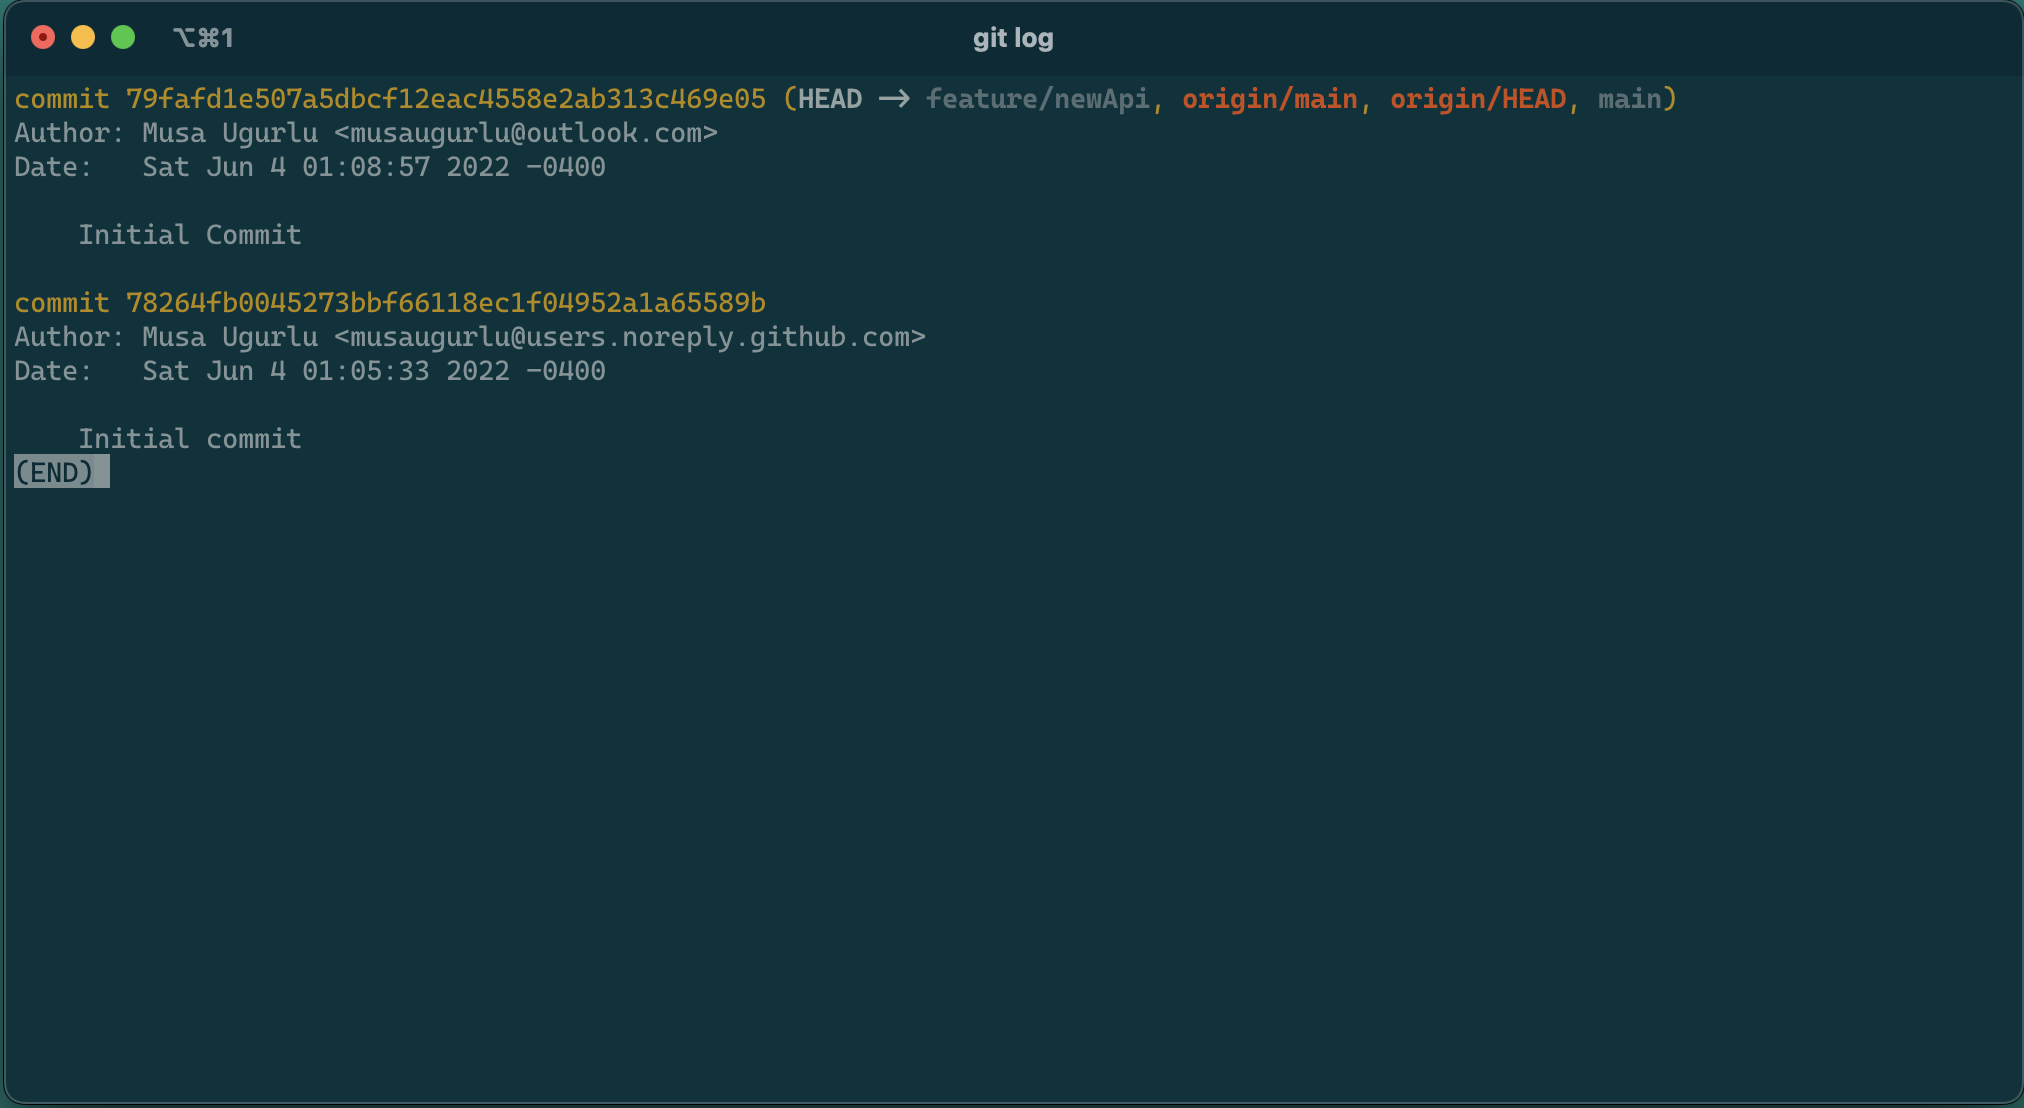 ⌥⌘1 git log
commit 79fafd1e507a5dbcf12eac4558e2ab313c469e05 (HEAD -> feature/newApi, origin/main, origin/HEAD, main)
Author: Musa Ugurlu <musaugurlu@outlook.com>
Date:   Sat Jun 4 01:08:57 2022 -0400
    Initial Commit
commit 78264fb0045273bbf66118ec1f04952a1a65589b
Author: Musa Ugurlu <musaugurlu@users.noreply.github.com>
Date:   Sat Jun 4 01:05:33 2022 -0400
    Initial commit
(END)